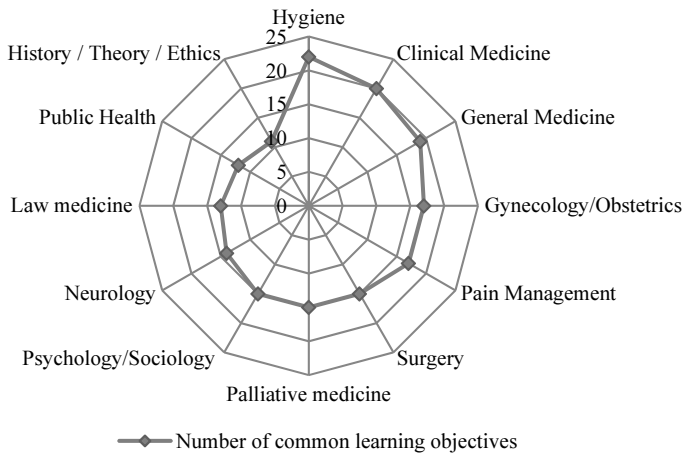 Hygiene
25
History / Theory / Ethics
Clinical Medicine
20
15
Public Health
General Medicine
10
5
Law medicine
0
Gynecology/Obstetrics
Neurology
Pain Management
Psychology/Sociology
Surgery
Palliative medicine
Number of common learning objectives